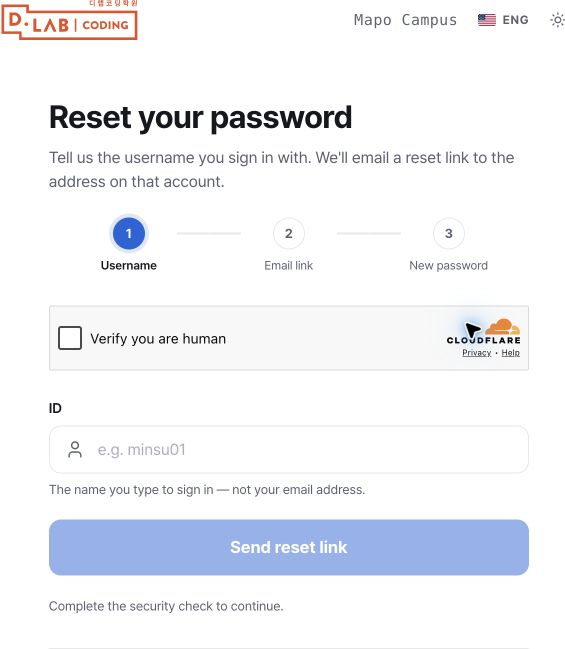 디랩코딩학원
D·LAB | CODING
Mapo Campus
ENG
Reset your password
Tell us the username you sign in with. We'll email a reset link to the
address on that account.
1
2
3
Username
Email link
New password
Verify you are human
CLOUDFLARE
Privacy • Help
ID
e.g. minsu01
The name you type to sign in — not your email address.
Send reset link
Complete the security check to continue.